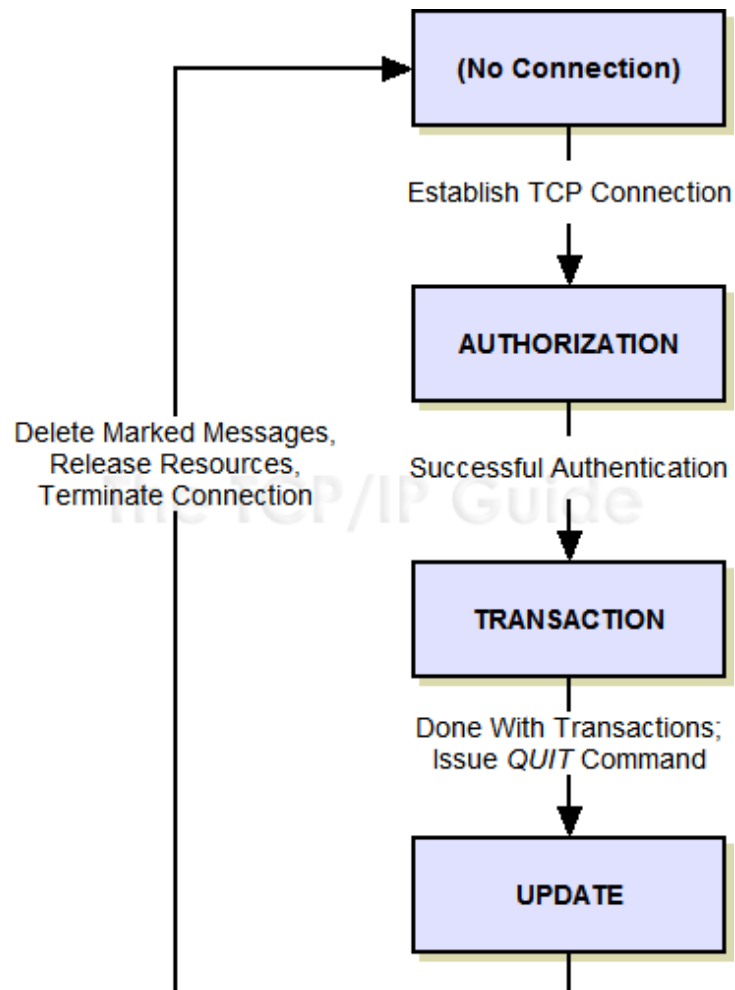 (No Connection)
Establish TCP Connection
AUTHORIZATION
Delete Marked Messages,
Release Resources,
Terminate Connection
Successful Authentication
The TCP/IP Guide
TRANSACTION
Done With Transactions;
Issue QUIT Command
UPDATE